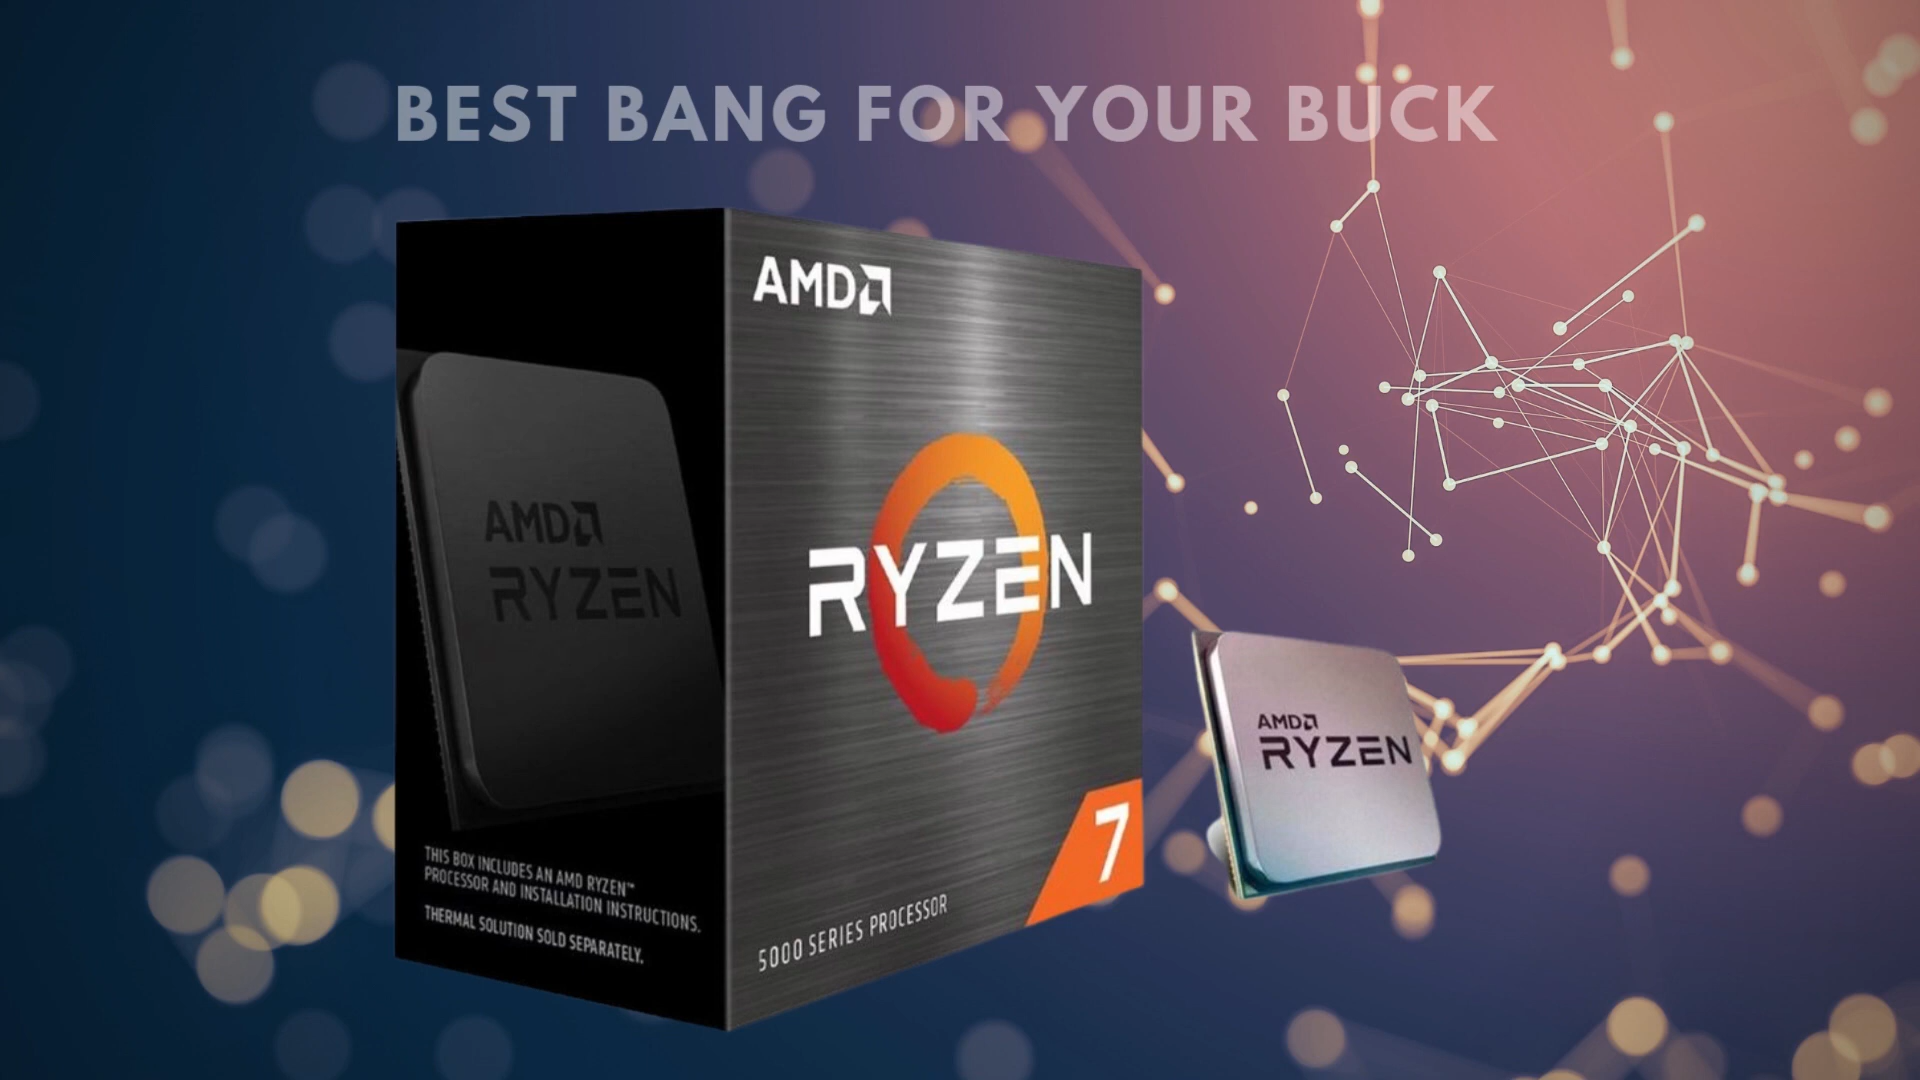 BEST BANG FOR YOUR BUCK
AMD
RYZEN
THIS BOX INCLUDES AN AMD RYZEN™
PROCESSOR AND INSTALLATION INSTRUCTIONS.
THERMAL SOLUTION SOLD SEPARATELY.
AMD
RYZEN
7
5000 SERIES PROCESSOR
AMD
RYZEN